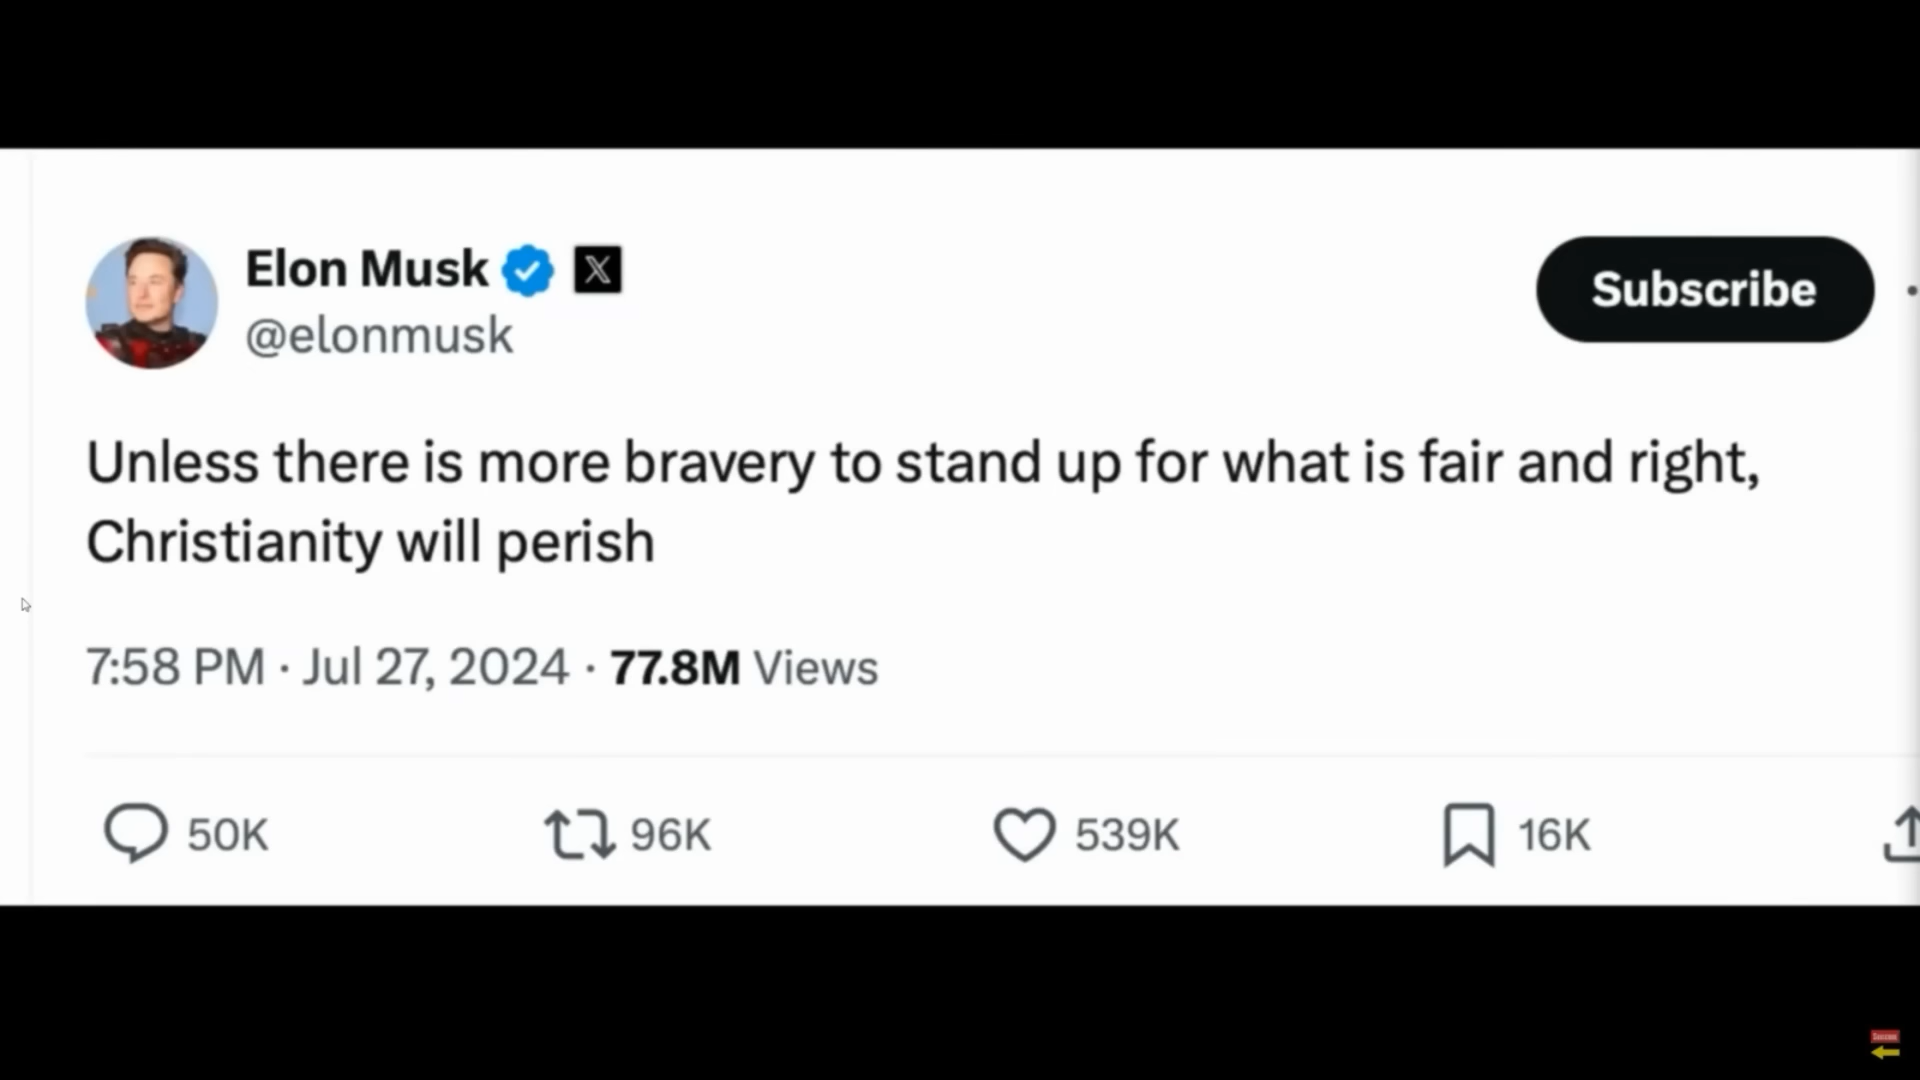 Elon Musk X
@elonmusk
Subscribe
Unless there is more bravery to stand up for what is fair and right,
Christianity will perish
7:58 PM · Jul 27, 2024 · 77.8M Views
50K 96K 539K 16K